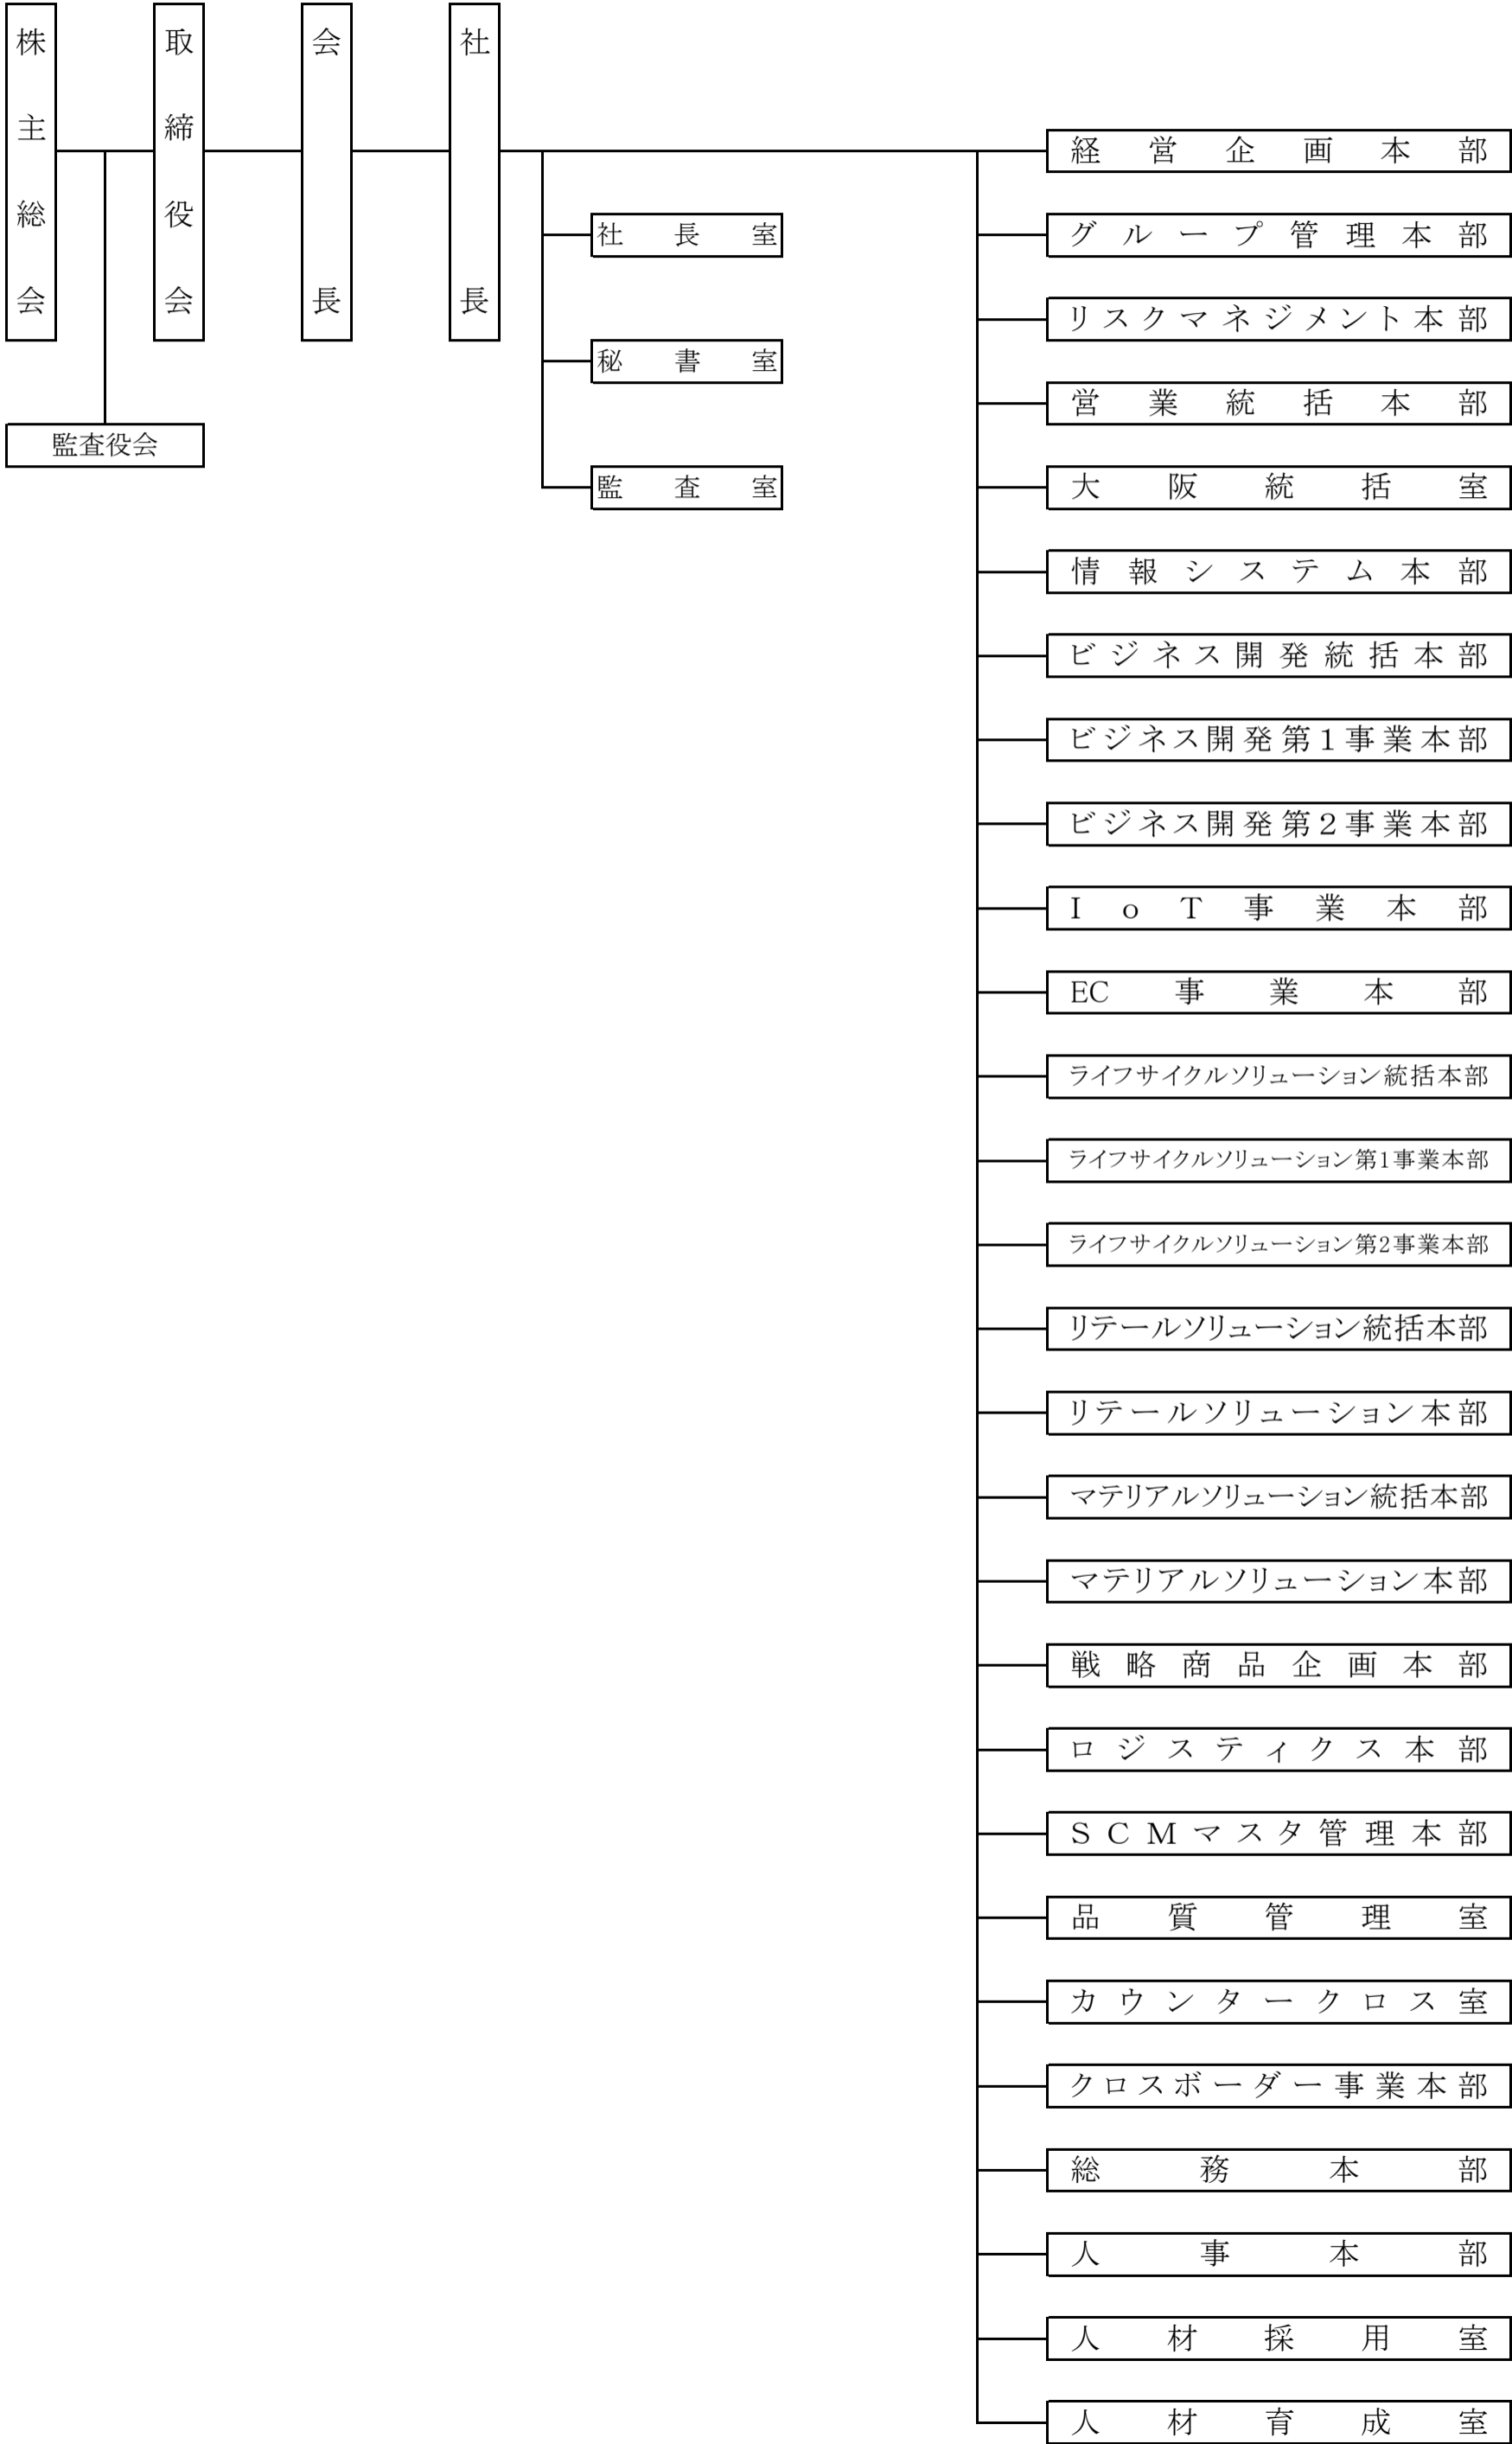 株主総会
取締役会
会長
社長
監査役会
社長室
秘書室
監査室
経営企画本部
グループ管理本部
リスクマネジメント本部
営業統括本部
大阪統括室
情報システム本部
ビジネス開発統括本部
ビジネス開発第1事業本部
ビジネス開発第2事業本部
IoT事業本部
EC事業本部
ライフサイクルソリューション統括本部
ライフサイクルソリューション第1事業本部
ライフサイクルソリューション第2事業本部
リテールソリューション統括本部
リテールソリューション本部
マテリアルソリューション統括本部
マテリアルソリューション本部
戦略商品企画本部
ロジスティクス本部
SCMマスタ管理本部
品質管理室
カウンタークロス室
クロスボーダー事業本部
総務本部
人事本部
人材採用室
人材育成室